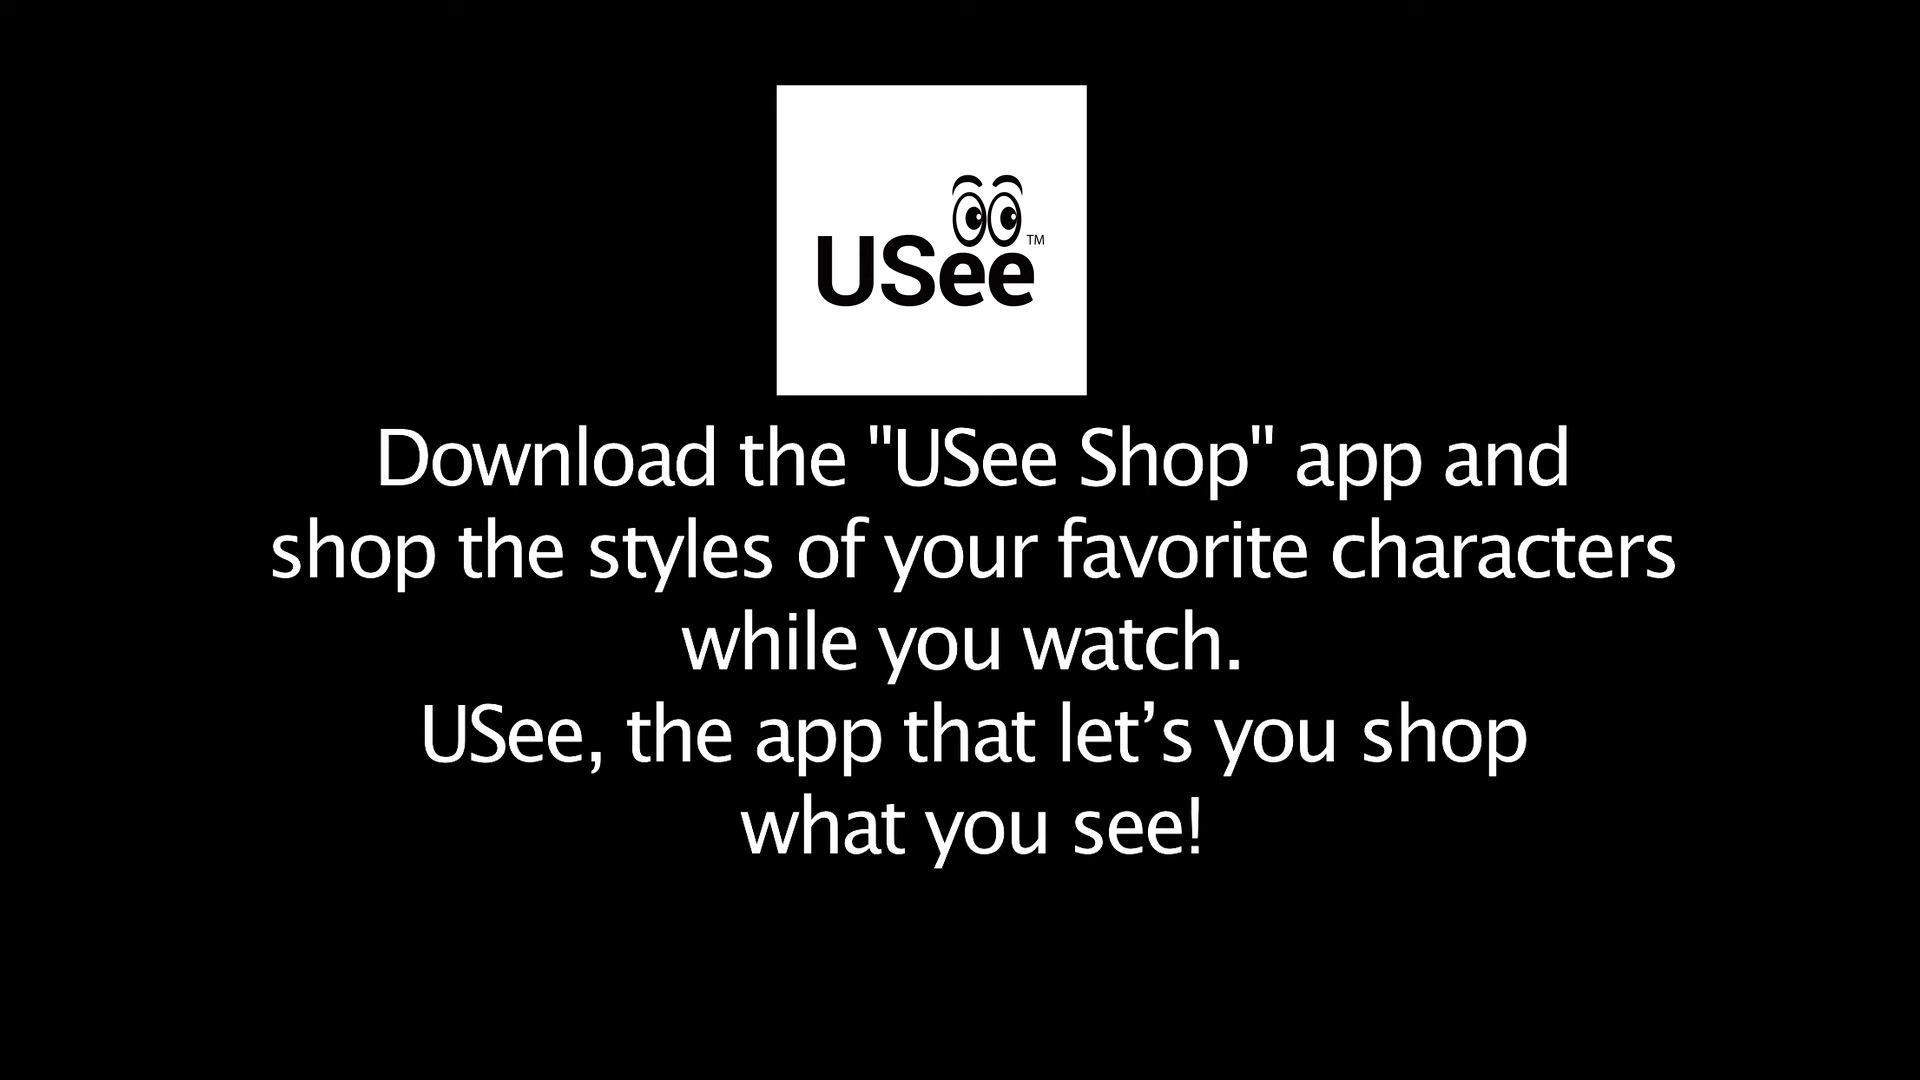 USee™
Download the "USee Shop" app and
shop the styles of your favorite characters
while you watch.
USee, the app that let’s you shop
what you see!